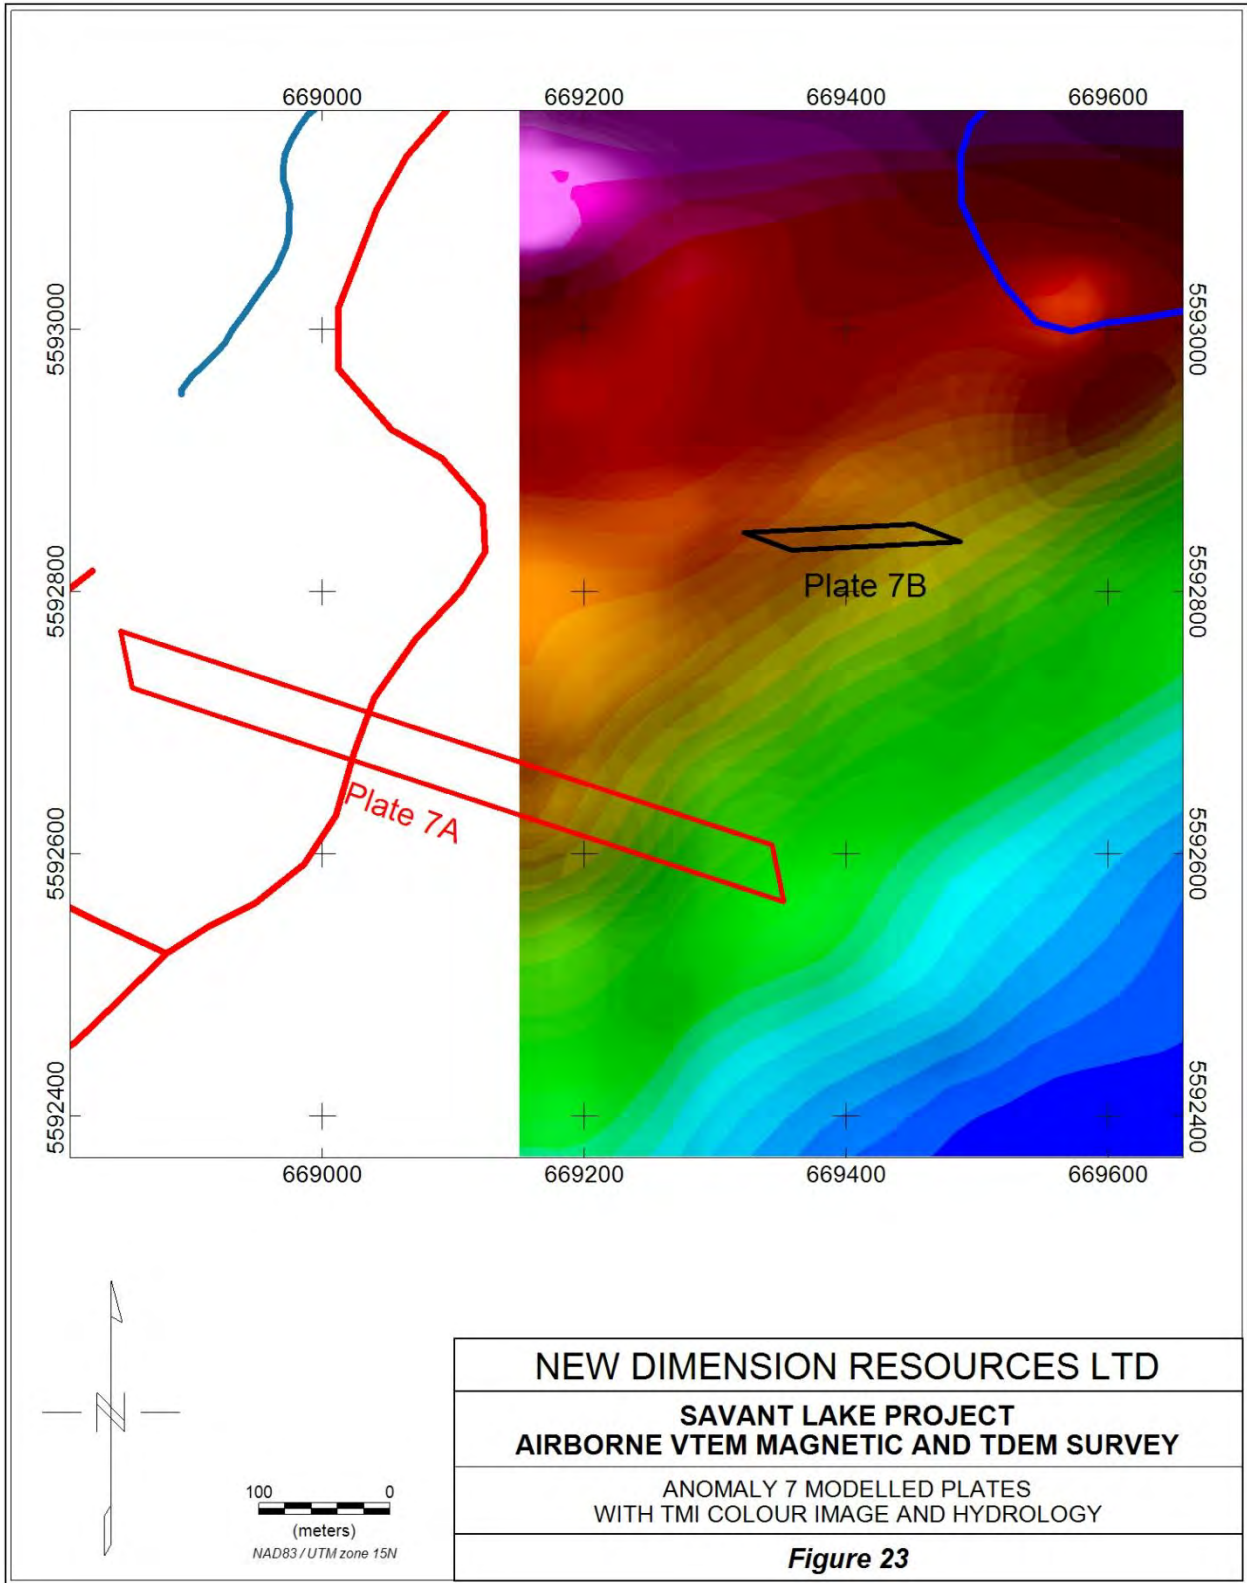 669000 669200 669400 669600
5593000 5593000
Plate 7B
5592800 5592800
Plate 7A
5592600 5592600
5592400 5592400
669000 669200 669400 669600
N
100 0
(meters)
NAD83 / UTM zone 15N
NEW DIMENSION RESOURCES LTD
SAVANT LAKE PROJECT
AIRBORNE VTEM MAGNETIC AND TDEM SURVEY
ANOMALY 7 MODELLED PLATES
WITH TMI COLOUR IMAGE AND HYDROLOGY
Figure 23